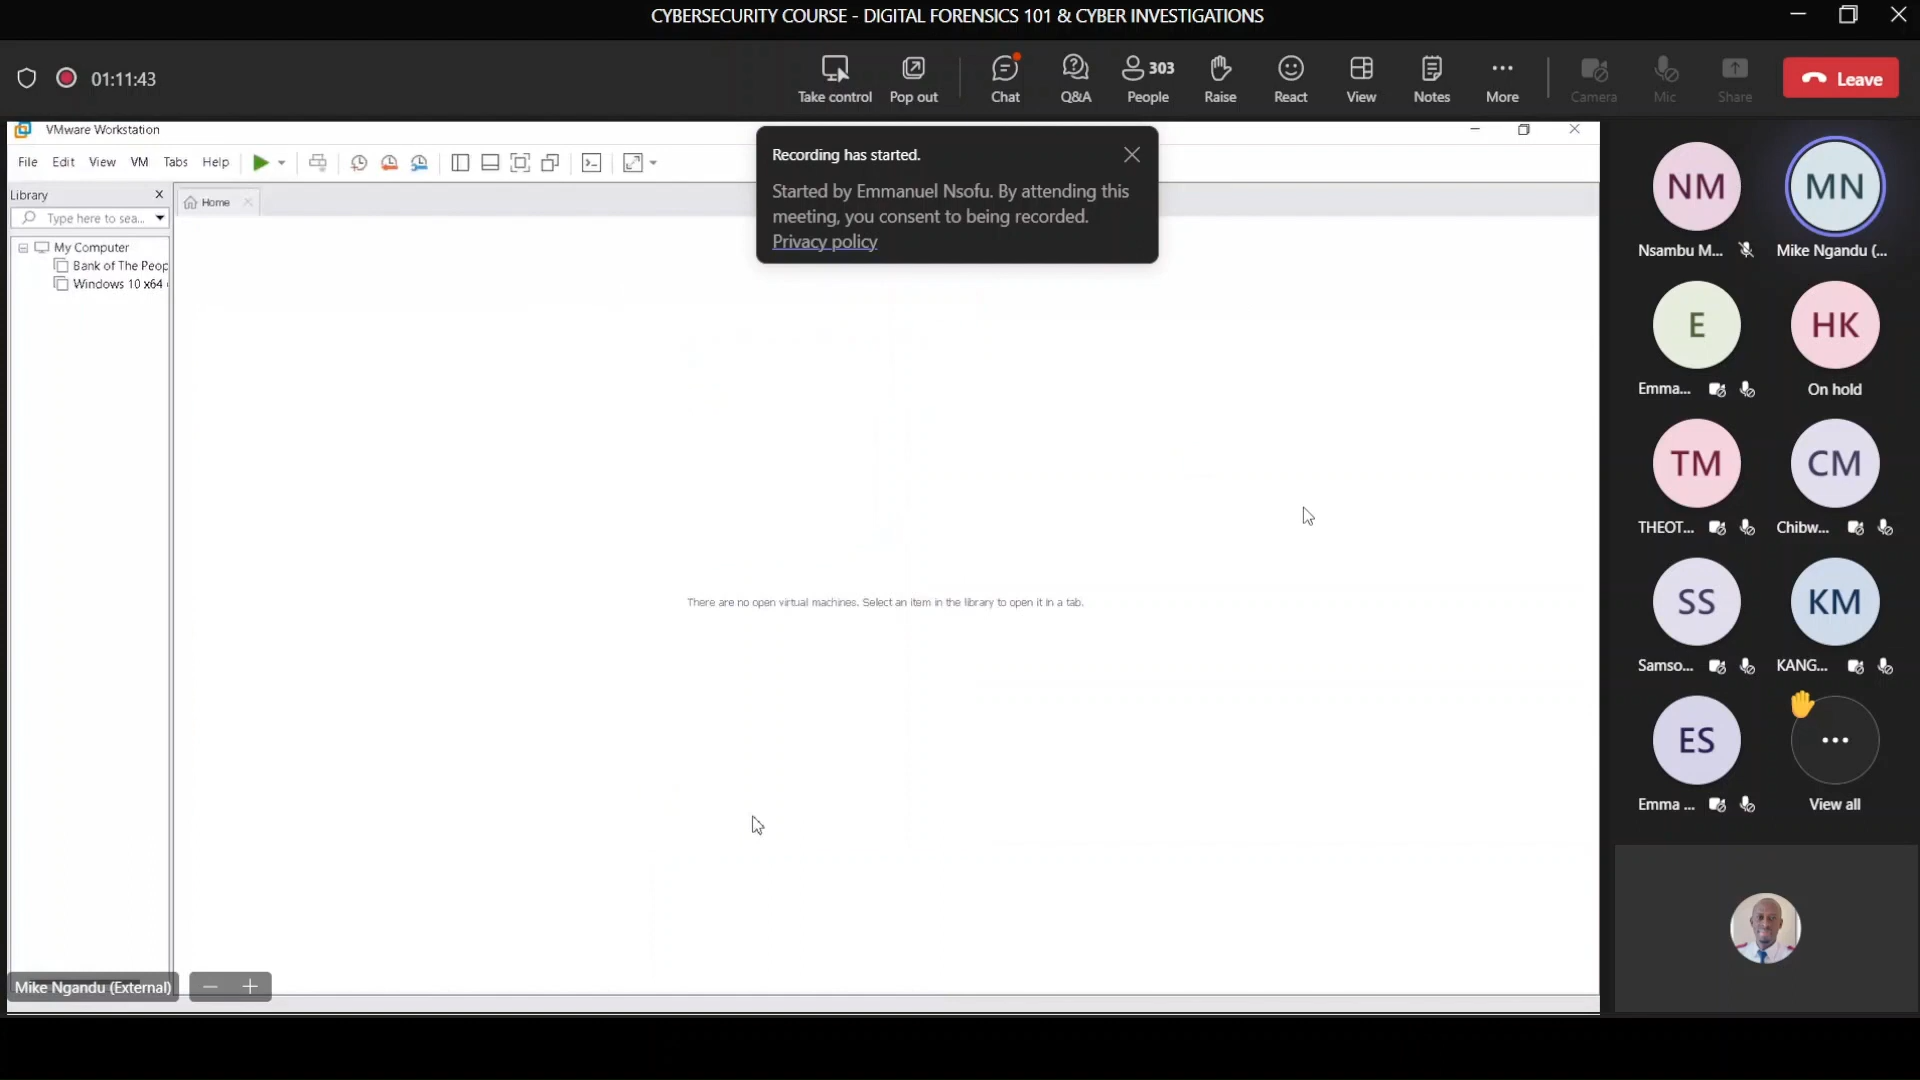 CYBERSECURITY COURSE - DIGITAL FORENSICS 101 & CYBER INVESTIGATIONS
01:11:43
Take control
Pop out
Chat
Q&A
303
People
Raise
React
View
Notes
More
Camera
Mic
Share
Leave
VMware Workstation
File Edit View VM Tabs Help
Library
Type here to sea...
Home
My Computer
Bank of The Peop
Windows 10 x64
Recording has started.
Started by Emmanuel Nsofu. By attending this
meeting, you consent to being recorded.
Privacy policy
There are no open virtual machines. Select an item in the library to open it in a tab.
Mike Ngandu (External)
NM
Nsambu M...
MN
Mike Ngandu (...
E
Emma...
HK
On hold
TM
THEOT...
CM
Chibw...
SS
Samso...
KM
KANG...
ES
Emma ...
View all